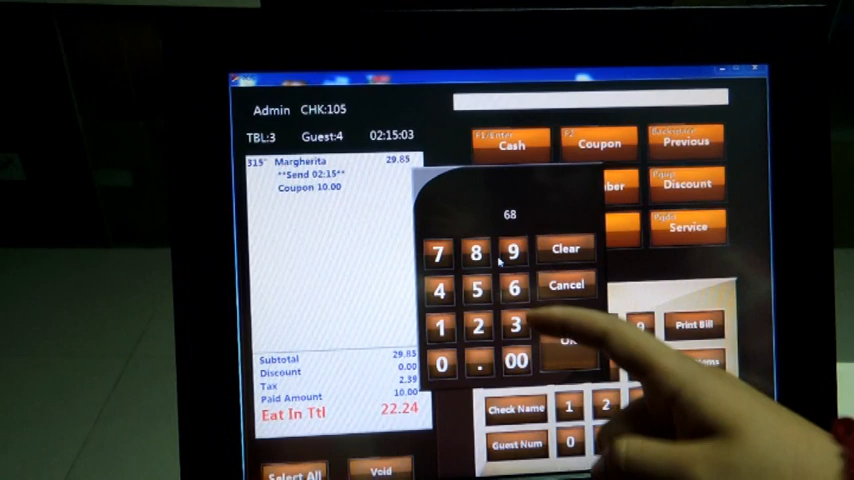 Admin CHK:105
TBL:3 Guest:4 02:15:03
315" Margherita 29.85
**Send 02:15**
Coupon 10.00
Subtotal 29.85
Discount 0.00
Tax 2.39
Paid Amount 10.00
Eat In Ttl 22.24
Select All Void
F1/Enter F2 Backspace
Cash Coupon Previous
Discount
Service
68
7 8 9 Clear
4 5 6 Cancel
1 2 3
0 . 00
9 Print Bill
Check Name 1 2
Guest Num 0